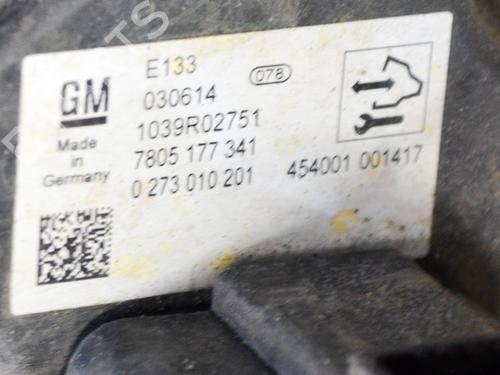 GM
Made
in
Germany
E133
078
030614
1039R02751
7805 177 341
0 273 010 201
454001 001417